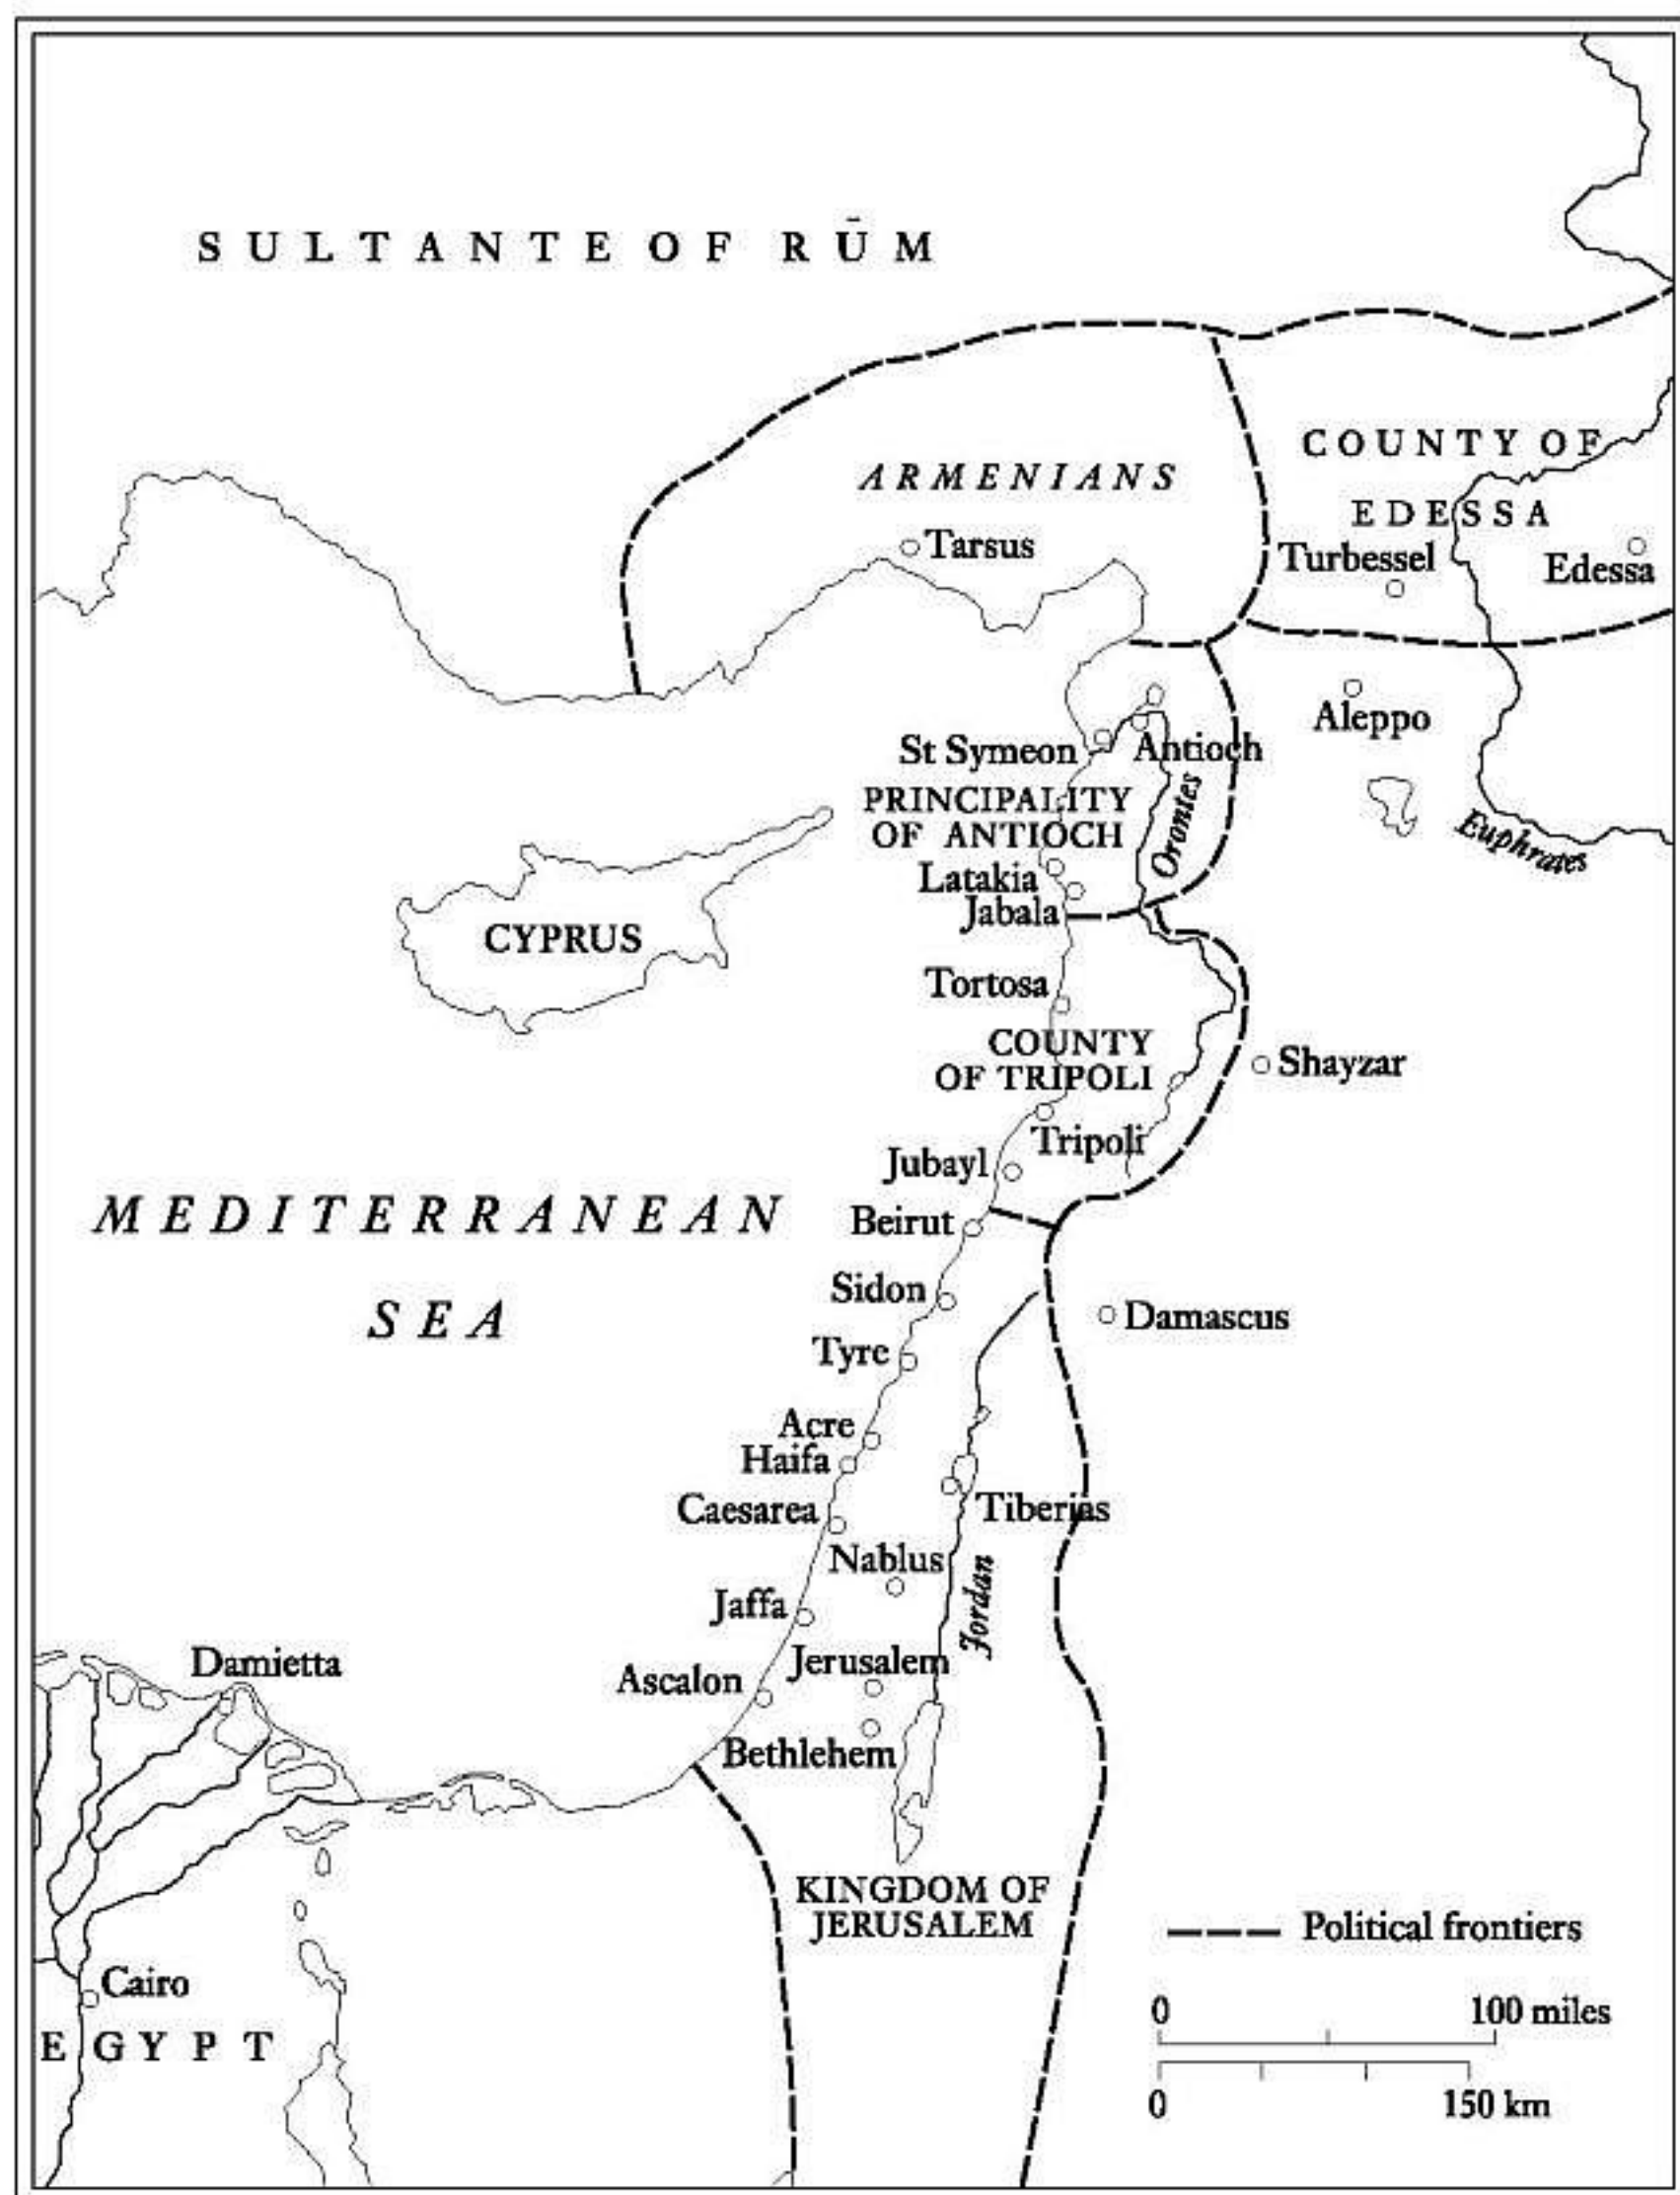 SULTANTE OF RŪM
COUNTY OF
EDESSA
ARMENIANS
Tarsus
Turbessel
Edessa
Aleppo
St Symeon
Antioch
PRINCIPALITY
OF ANTIOCH
Orontes
Euphrates
Latakia
Jabala
CYPRUS
Tortosa
COUNTY
OF TRIPOLI
Shayzar
Tripoli
Jubayl
MEDITERRANEAN
SEA
Beirut
Sidon
Damascus
Tyre
Acre
Haifa
Caesarea
Tiberias
Nablus
Jordan
Jaffa
Damietta
Jerusalem
Ascalon
Bethlehem
KINGDOM OF
JERUSALEM
Political frontiers
Cairo
EGYPT
0 100 miles
0 150 km